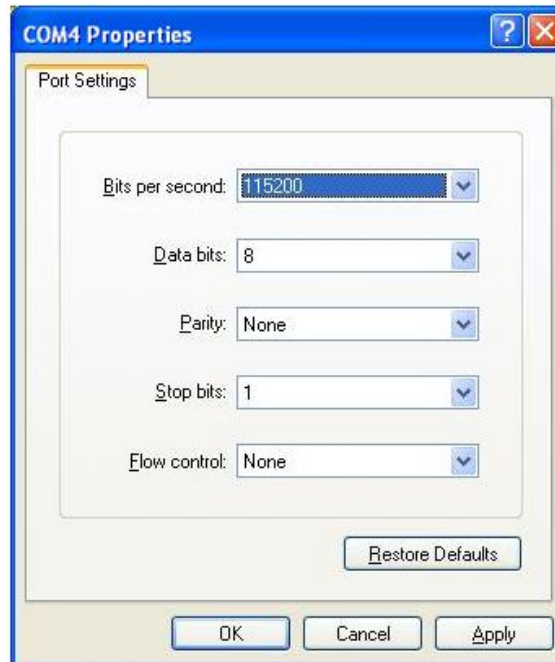 COM4 Properties
Port Settings
Bits per second: 115200
Data bits: 8
Parity: None
Stop bits: 1
Flow control: None
Restore Defaults
OK Cancel Apply